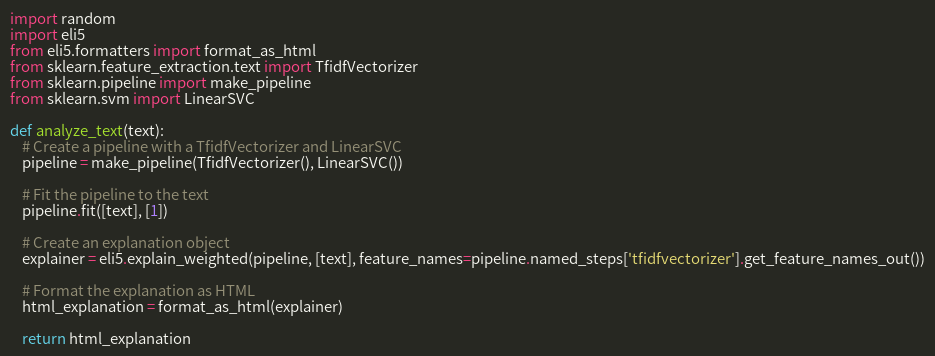 import random
import eli5
from eli5.formatters import format_as_html
from sklearn.feature_extraction.text import TfidfVectorizer
from sklearn.pipeline import make_pipeline
from sklearn.svm import LinearSVC

def analyze_text(text):
    # Create a pipeline with a TfidfVectorizer and LinearSVC
    pipeline = make_pipeline(TfidfVectorizer(), LinearSVC())

    # Fit the pipeline to the text
    pipeline.fit([text], [1])

    # Create an explanation object
    explainer = eli5.explain_weighted(pipeline, [text], feature_names=pipeline.named_steps['tfidfvectorizer'].get_feature_names_out())

    # Format the explanation as HTML
    html_explanation = format_as_html(explainer)

    return html_explanation